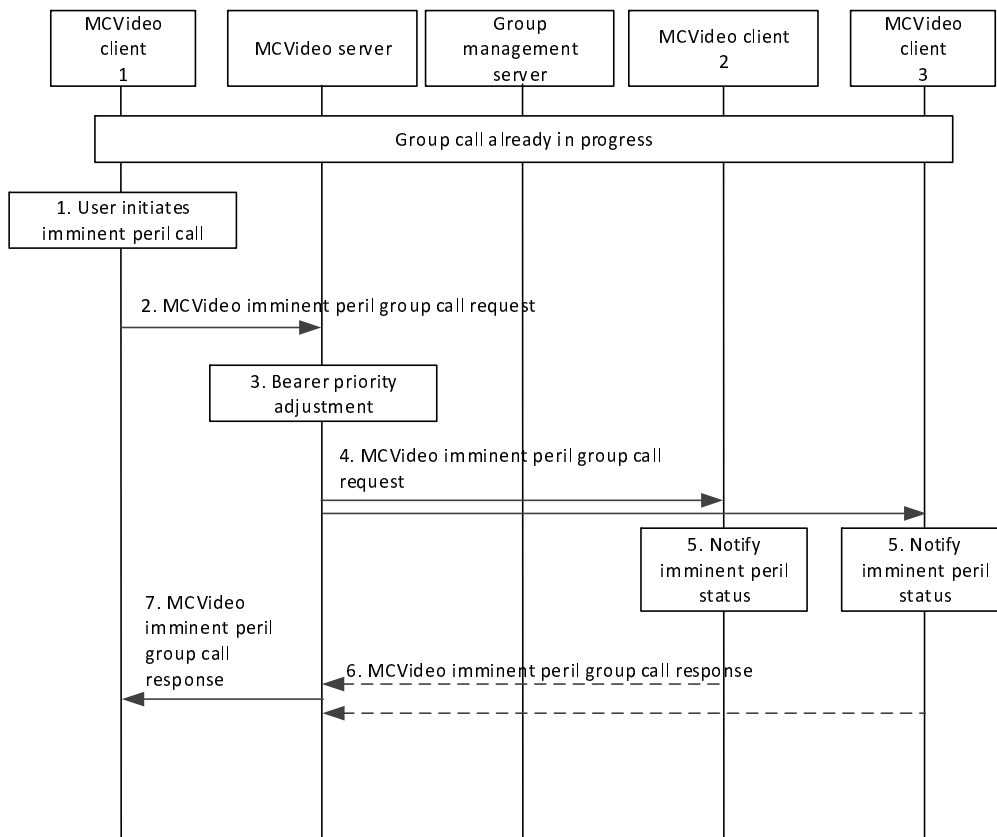 MCVideo
client
1
MCVideo server
Group
management
server
MCVideo client
2
MCVideo
client
3
Group call already in progress
1. User initiates
imminent peril call
2. MCVideo imminent peril group call request
3. Bearer priority
adjustment
4. MCVideo imminent peril group call
request
5. Notify
imminent peril
status
5. Notify
imminent peril
status
7. MCVideo
imminent peril
group call
response
6. MCVideo imminent peril group call response